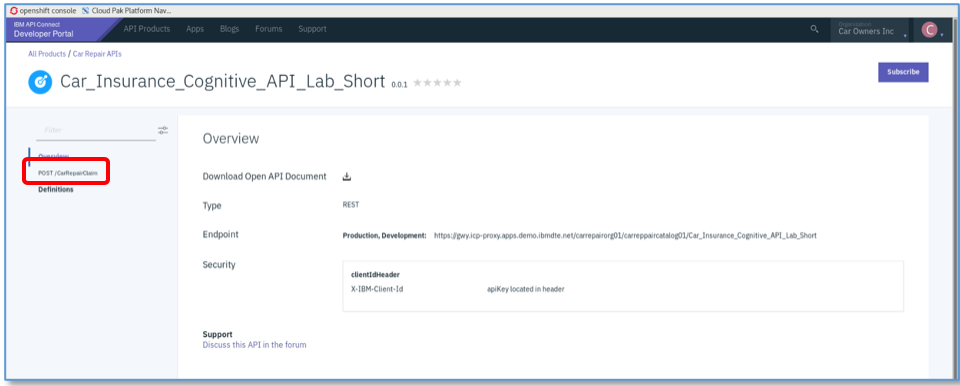 openshift console Cloud Pak Platform Nav...
IBM API Connect
Developer Portal
API Products Apps Blogs Forums Support
Organization
Car Owners Inc
C
All Products / Car Repair APIs
Car_Insurance_Cognitive_API_Lab_Short 0.0.1
Subscribe
Filter
Overview
POST /CarRepairClaim
Definitions
Overview
Download Open API Document
Type REST
Endpoint Production, Development: https://gwy.icp-proxy.apps.demo.ibmdte.net/carrepairorg01/carreppaircatalog01/Car_Insurance_Cognitive_API_Lab_Short
Security
clientIdHeader
X-IBM-Client-Id apiKey located in header
Support
Discuss this API in the forum